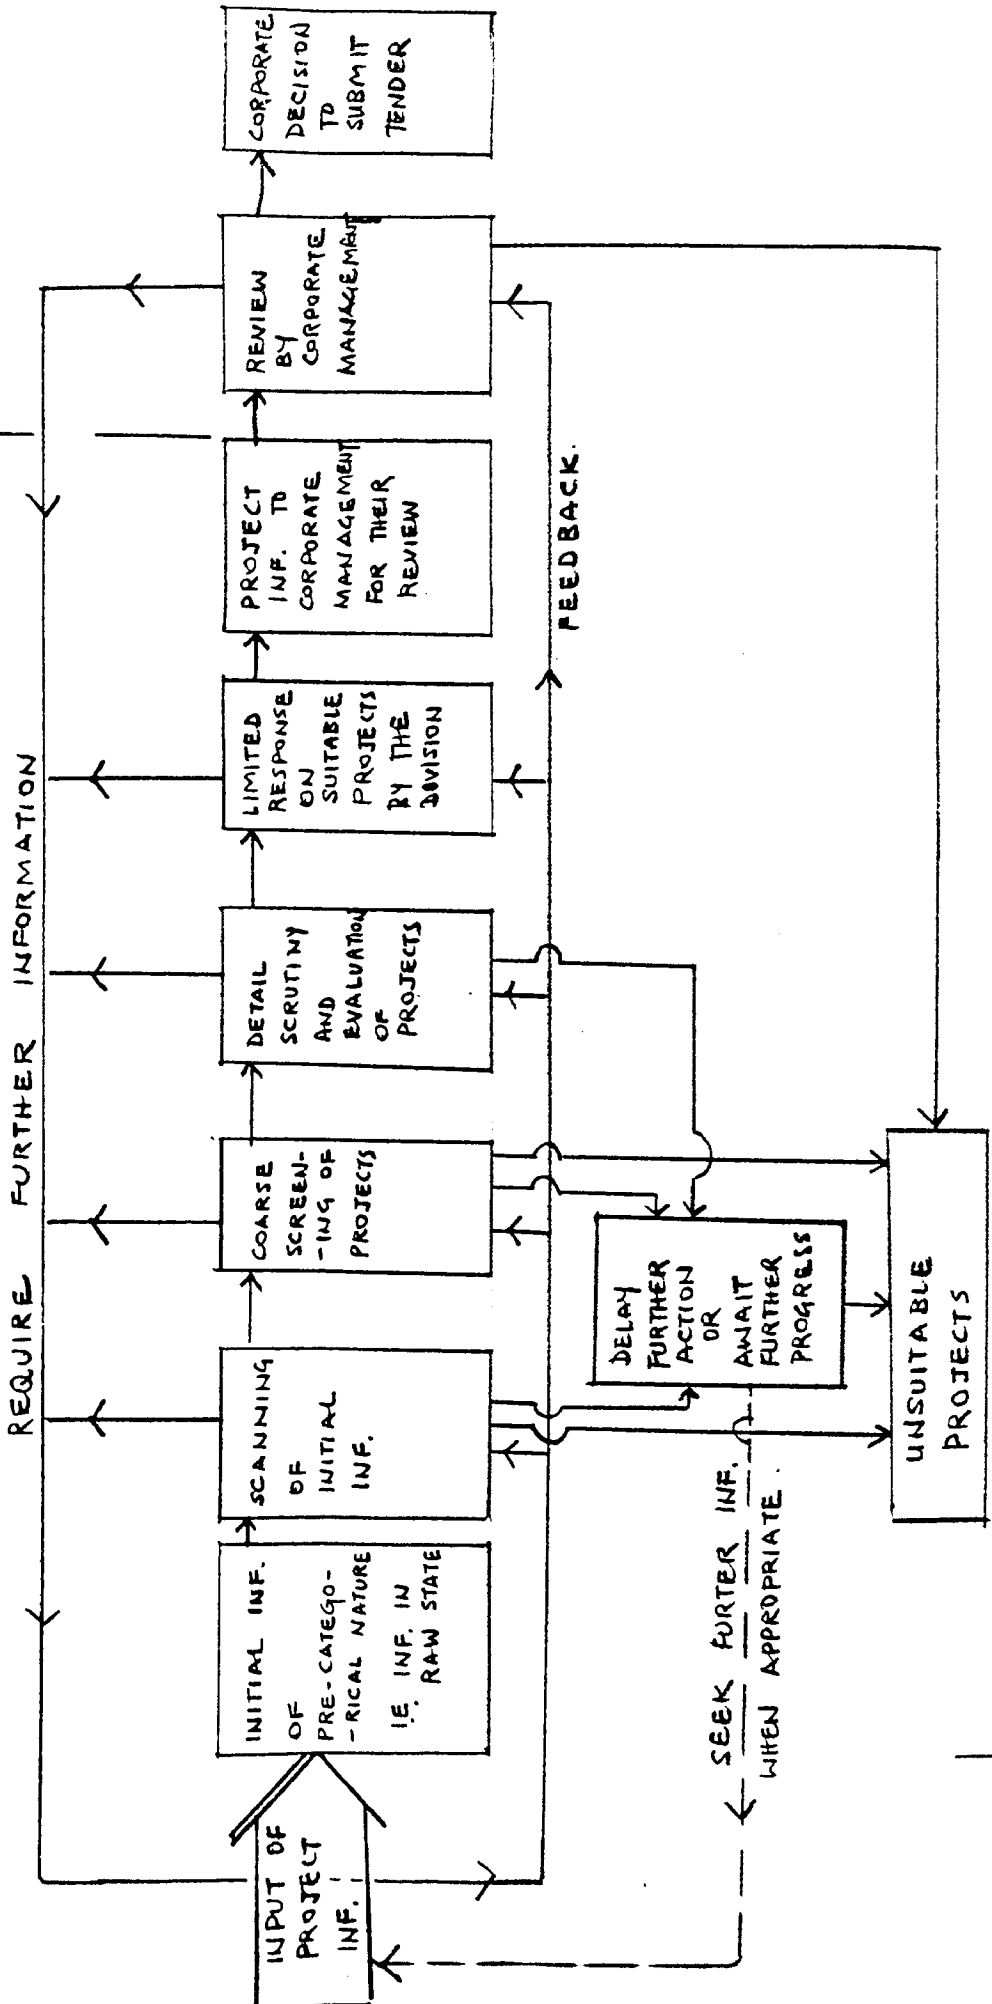 REQUIRE FURTHER INFORMATION
INPUT OF
PROJECT
INF.
INITIAL INF.
OF
PRE-CATEGO-
-RICAL NATURE
I.E. INF. IN
RAW STATE
SCANNING
OF
INITIAL
INF.
COARSE
SCREEN-
-ING OF
PROJECTS
DETAIL
SCRUTINY
AND
EVALUATION
OF
PROJECTS
LIMITED
RESPONSE
ON
SUITABLE
PROJECTS
BY THE
DIVISION
PROJECT
INF. TO
CORPORATE
MANAGEMENT
FOR THEIR
REVIEW
REVIEW
BY
CORPORATE
MANAGEMENT
CORPORATE
DECISION
TO
SUBMIT
TENDER
FEEDBACK.
DELAY
FURTHER
ACTION
OR
AWAIT
FURTHER
PROGRESS
SEEK FURTER INF.
WHEN APPROPRIATE.
UNSUITABLE
PROJECTS